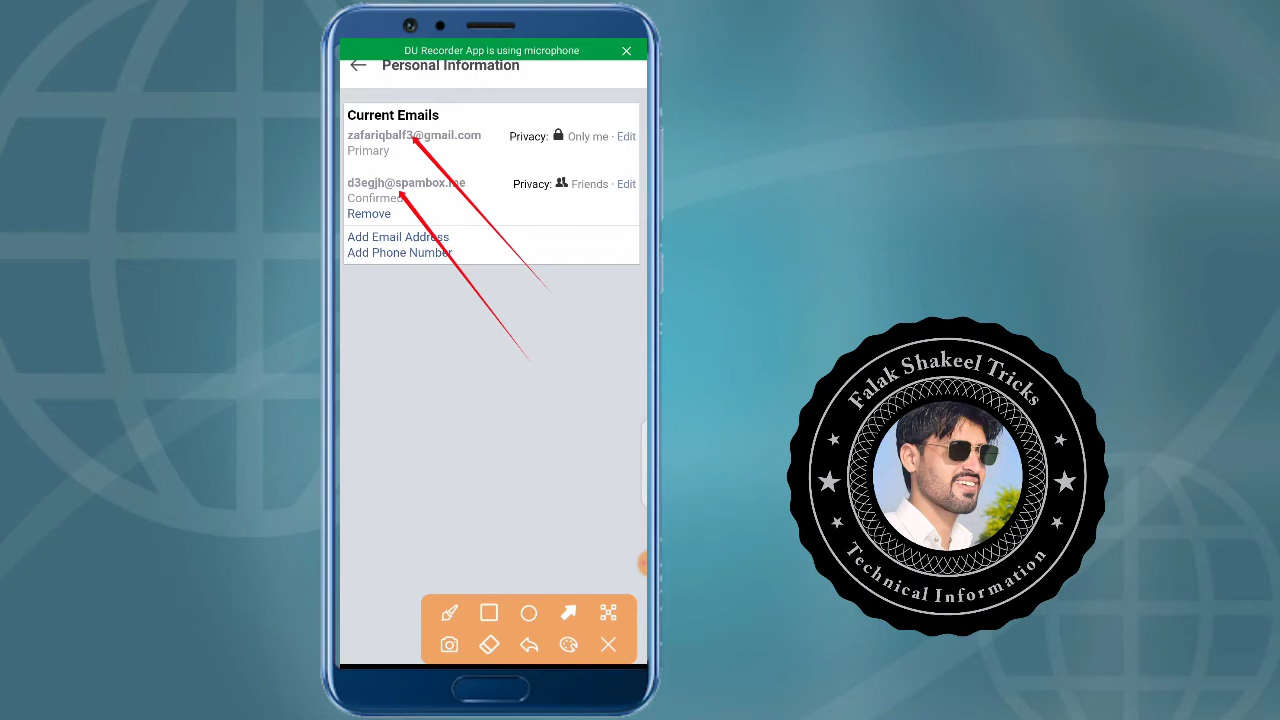 DU Recorder App is using microphone
Personal Information
Current Emails
zafariqbalf3@gmail.com
Privacy: Only me · Edit
Primary
d3egjh@spambox.me
Privacy: Friends · Edit
Confirmed
Remove
Add Email Address
Add Phone Number
Falak Shakeel Tricks
Technical Information